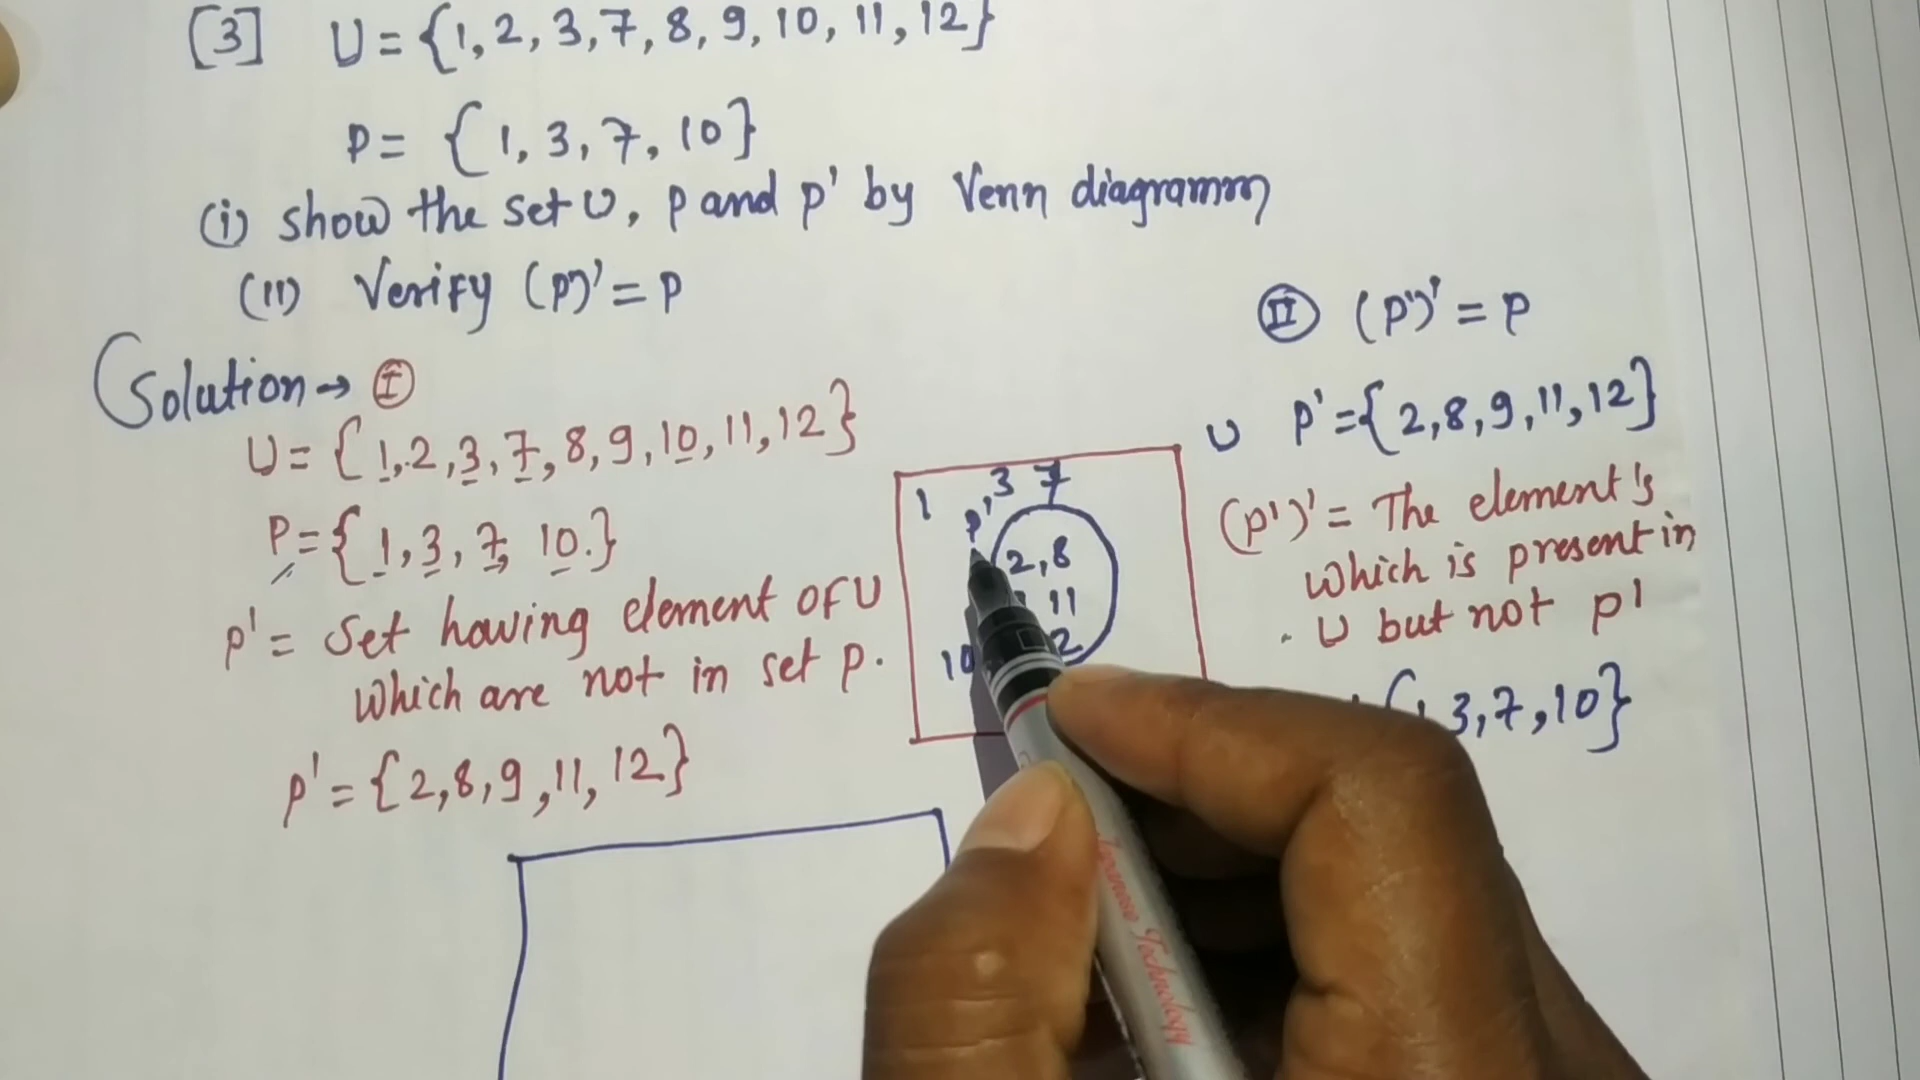 [3] U = {1, 2, 3, 7, 8, 9, 10, 11, 12}
P = {1, 3, 7, 10}
(i) show the set U, P and P' by Venn diagramm
(11) Verify (P')' = P
Solution → I
U = {1, 2, 3, 7, 8, 9, 10, 11, 12}
P = {1, 3, 7, 10.}
P' = Set having element of U
which are not in set P.
P' = {2, 8, 9, 11, 12}
1 3 7
P'
2, 8
11
10
U
II (P')' = P
P' = {2, 8, 9, 11, 12}
(P')' = The element's
which is present in
U but not P'
3, 7, 10}
Japanese Technology